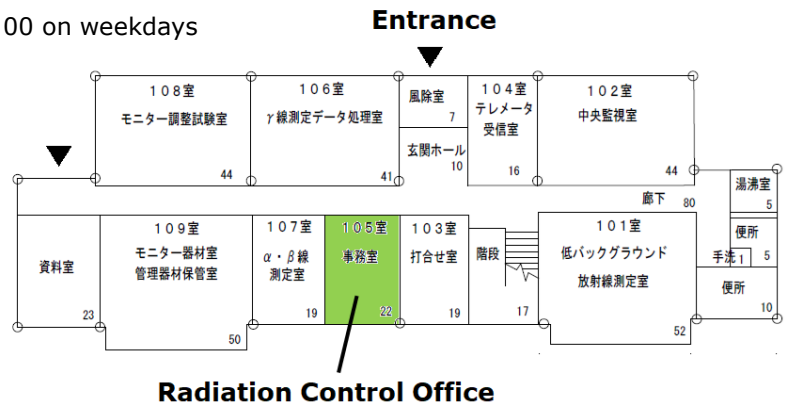 00 on weekdays
Entrance
108室
モニター調整試験室
44
106室
γ線測定データ処理室
41
風除室
7
玄関ホール
10
104室
テレメータ
受信室
16
102室
中央監視室
44
湯沸室
5
廊下 80
便所
5
手洗 1
便所
10
資料室
23
109室
モニター器材室
管理器材保管室
50
107室
α・β線
測定室
19
105室
事務室
22
103室
打合せ室
19
階段
17
101室
低バックグラウンド
放射線測定室
52
Radiation Control Office